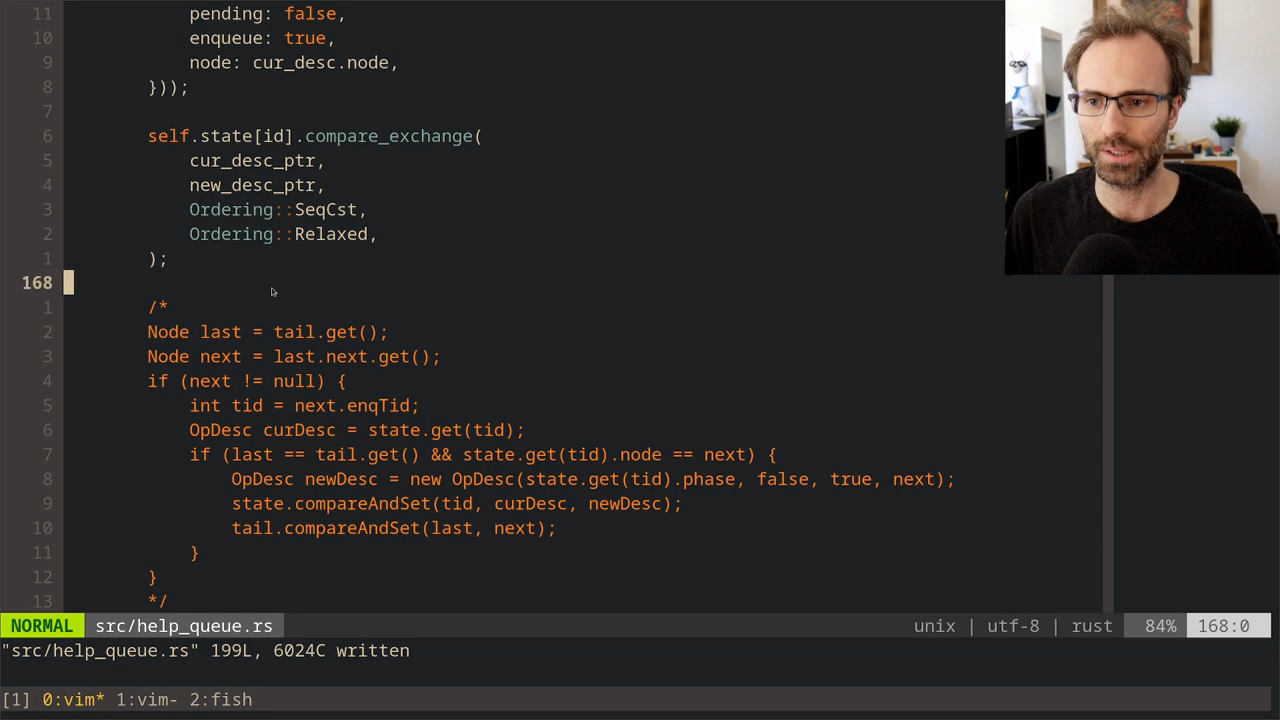 11 pending: false,
10 enqueue: true,
9 node: cur_desc.node,
8 }));
7
6 self.state[id].compare_exchange(
5 cur_desc_ptr,
4 new_desc_ptr,
3 Ordering::SeqCst,
2 Ordering::Relaxed,
1 );
168
1 /*
2 Node last = tail.get();
3 Node next = last.next.get();
4 if (next != null) {
5 int tid = next.enqTid;
6 OpDesc curDesc = state.get(tid);
7 if (last == tail.get() && state.get(tid).node == next) {
8 OpDesc newDesc = new OpDesc(state.get(tid).phase, false, true, next);
9 state.compareAndSet(tid, curDesc, newDesc);
10 tail.compareAndSet(last, next);
11 }
12 }
13 */
NORMAL src/help_queue.rs unix | utf-8 | rust 84% 168:0
"src/help_queue.rs" 199L, 6024C written
[1] 0:vim* 1:vim- 2:fish